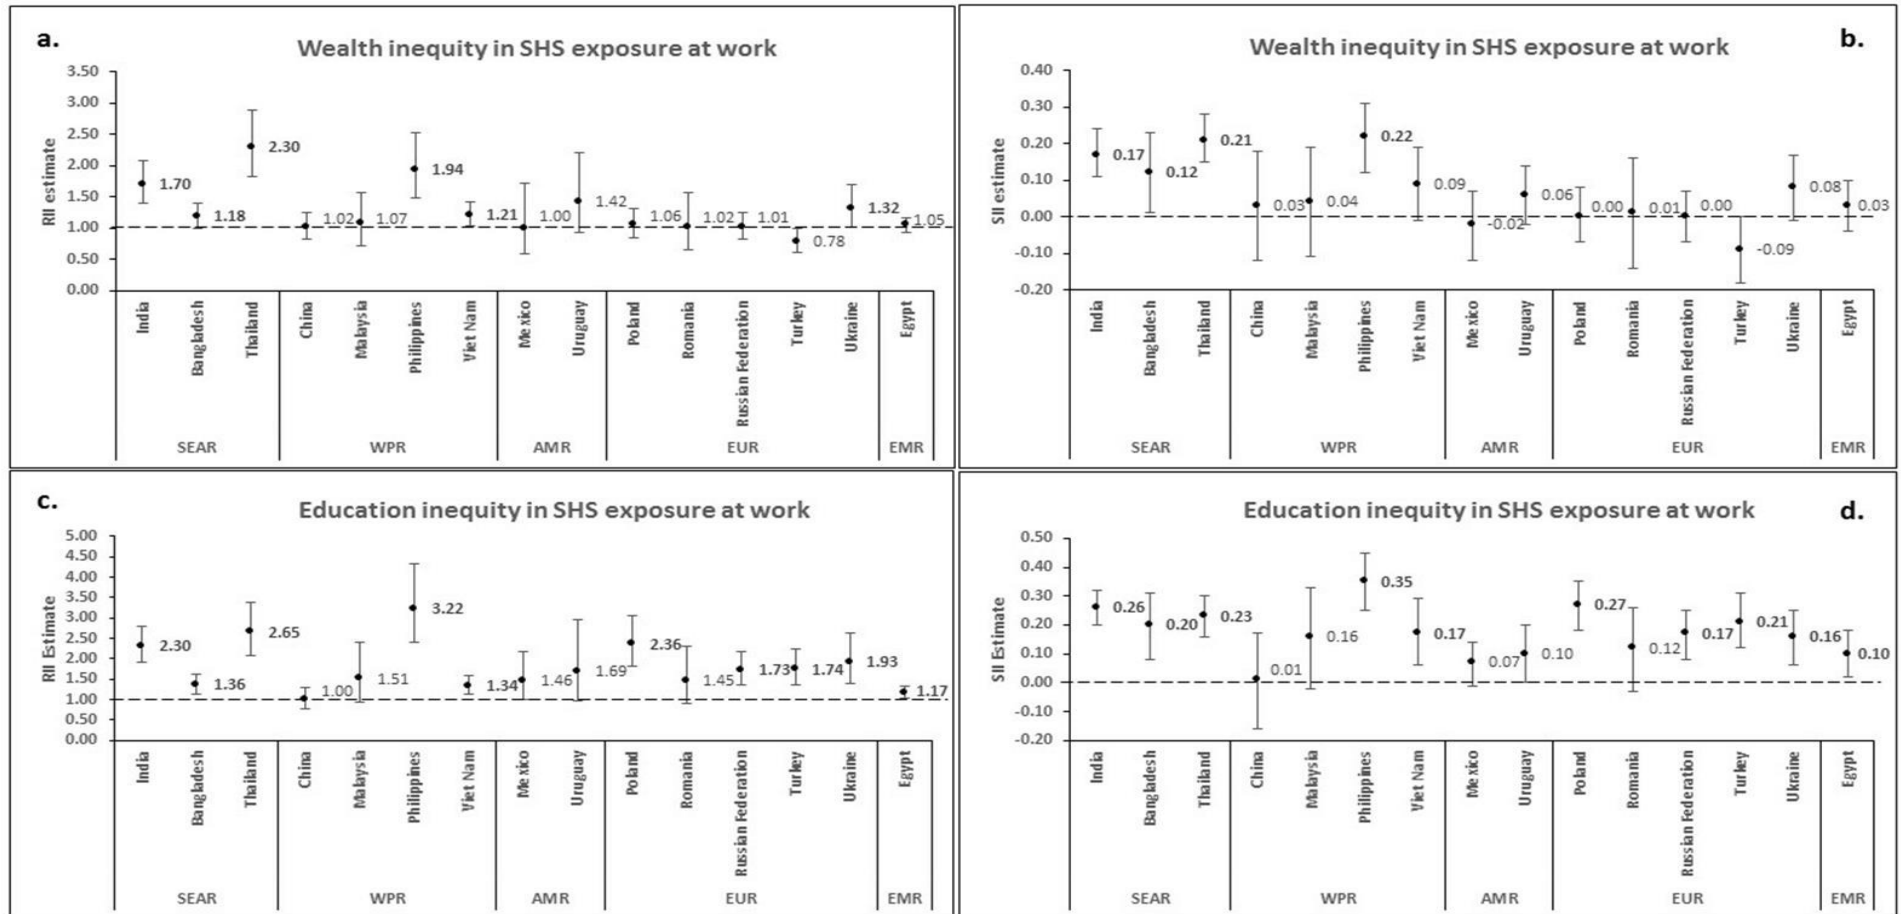 a.
Wealth inequity in SHS exposure at work
RII estimate
3.50
3.00
2.50
2.00
1.50
1.00
0.50
0.00
1.70
1.18
2.30
1.02
1.07
1.94
1.21
1.00
1.42
1.06
1.02
1.01
0.78
1.32
1.05
India
Bangladesh
Thailand
China
Malaysia
Philippines
Viet Nam
Mexico
Uruguay
Poland
Romania
Russian Federation
Turkey
Ukraine
Egypt
SEAR
WPR
AMR
EUR
EMR
b.
Wealth inequity in SHS exposure at work
SII estimate
0.40
0.30
0.20
0.10
0.00
-0.10
-0.20
0.17
0.12
0.21
0.03
0.04
0.22
0.09
-0.02
0.06
0.00
0.01
0.00
-0.09
0.08
0.03
India
Bangladesh
Thailand
China
Malaysia
Philippines
Viet Nam
Mexico
Uruguay
Poland
Romania
Russian Federation
Turkey
Ukraine
Egypt
SEAR
WPR
AMR
EUR
EMR
c.
Education inequity in SHS exposure at work
RII Estimate
5.00
4.50
4.00
3.50
3.00
2.50
2.00
1.50
1.00
0.50
0.00
2.30
1.36
2.65
1.00
1.51
3.22
1.34
1.46
1.69
2.36
1.45
1.73
1.74
1.93
1.17
India
Bangladesh
Thailand
China
Malaysia
Philippines
Viet Nam
Mexico
Uruguay
Poland
Romania
Russian Federation
Turkey
Ukraine
Egypt
SEAR
WPR
AMR
EUR
EMR
d.
Education inequity in SHS exposure at work
SII Estimate
0.50
0.40
0.30
0.20
0.10
0.00
-0.10
-0.20
0.26
0.20
0.23
0.01
0.16
0.35
0.17
0.07
0.10
0.27
0.12
0.17
0.21
0.16
0.10
India
Bangladesh
Thailand
China
Malaysia
Philippines
Viet Nam
Mexico
Uruguay
Poland
Romania
Russian Federation
Turkey
Ukraine
Egypt
SEAR
WPR
AMR
EUR
EMR